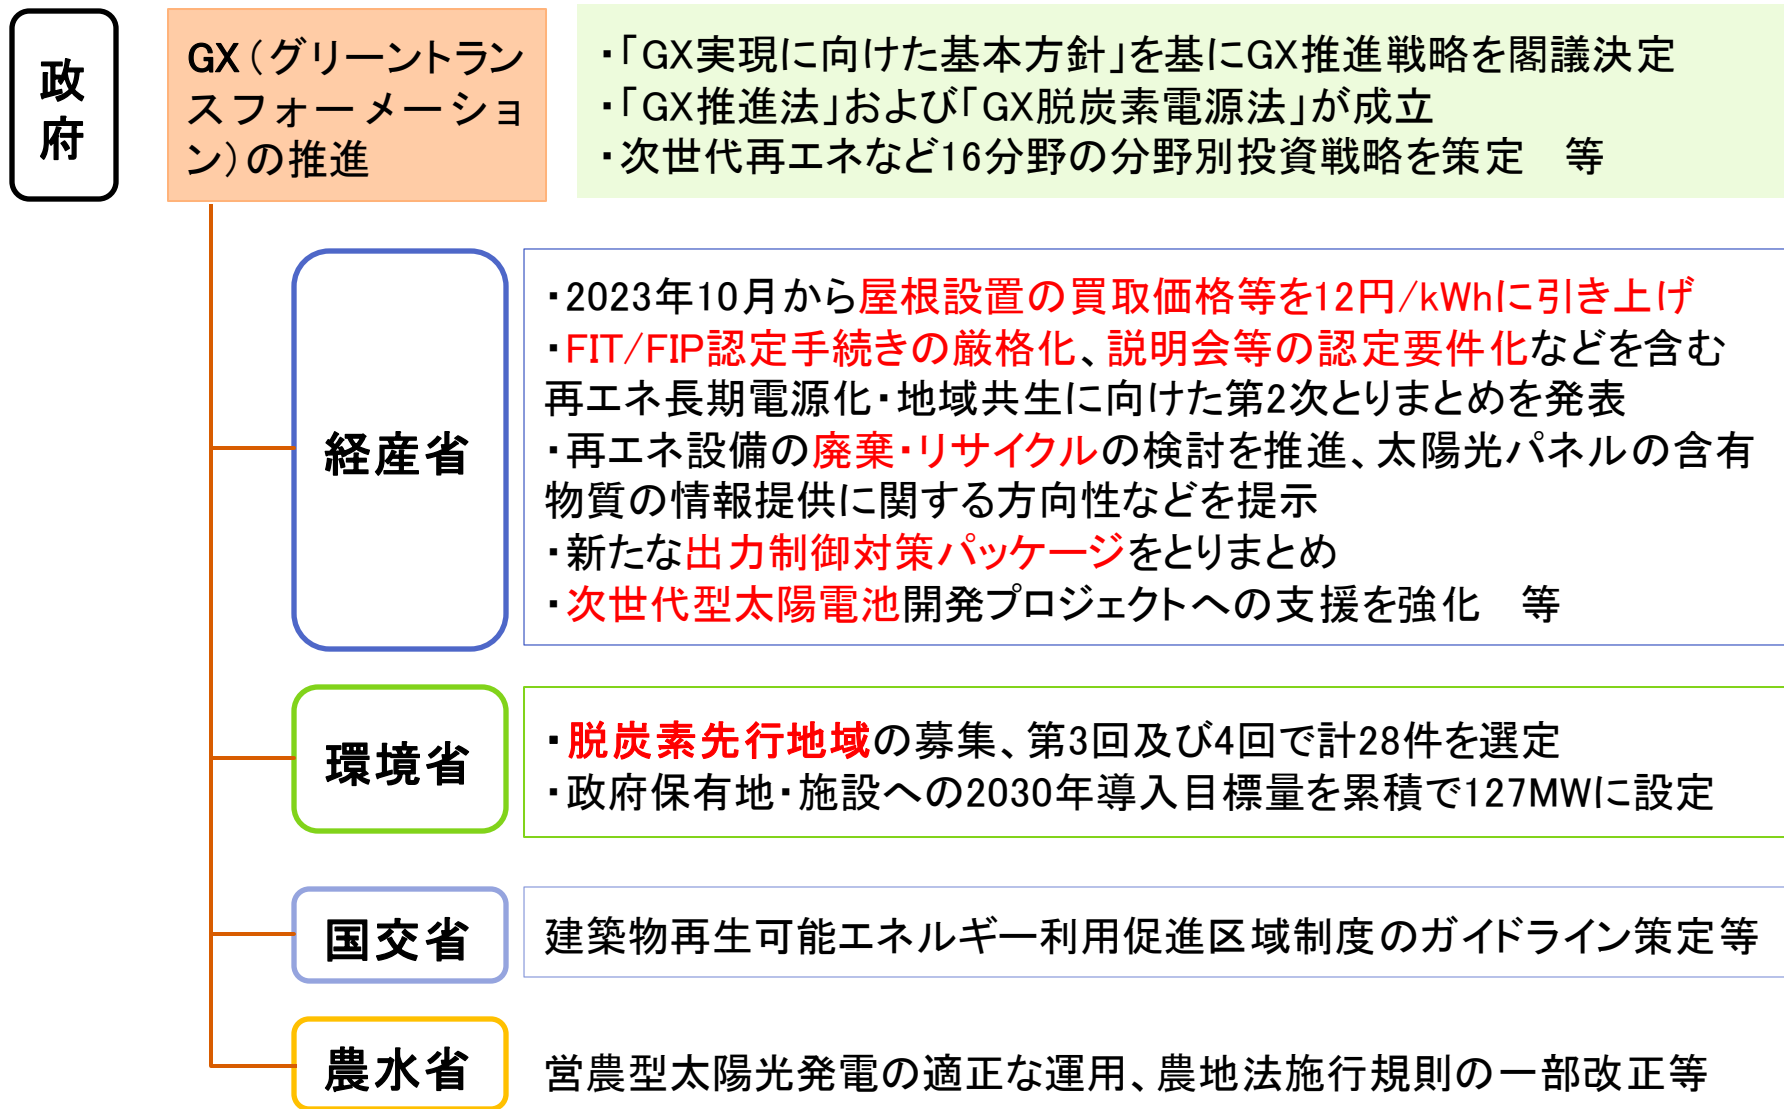 政
府
GX(グリーントラン
スフォーメーショ
ン)の推進
・「GX実現に向けた基本方針」を基にGX推進戦略を閣議決定
・「GX推進法」および「GX脱炭素電源法」が成立
・次世代再エネなど16分野の分野別投資戦略を策定　等
経産省
・2023年10月から屋根設置の買取価格等を12円/kWhに引き上げ
・FIT/FIP認定手続きの厳格化、説明会等の認定要件化などを含む
再エネ長期電源化・地域共生に向けた第2次とりまとめを発表
・再エネ設備の廃棄・リサイクルの検討を推進、太陽光パネルの含有
物質の情報提供に関する方向性などを提示
・新たな出力制御対策パッケージをとりまとめ
・次世代型太陽電池開発プロジェクトへの支援を強化　等
環境省
・脱炭素先行地域の募集、第3回及び4回で計28件を選定
・政府保有地・施設への2030年導入目標量を累積で127MWに設定
国交省
建築物再生可能エネルギー利用促進区域制度のガイドライン策定等
農水省
営農型太陽光発電の適正な運用、農地法施行規則の一部改正等